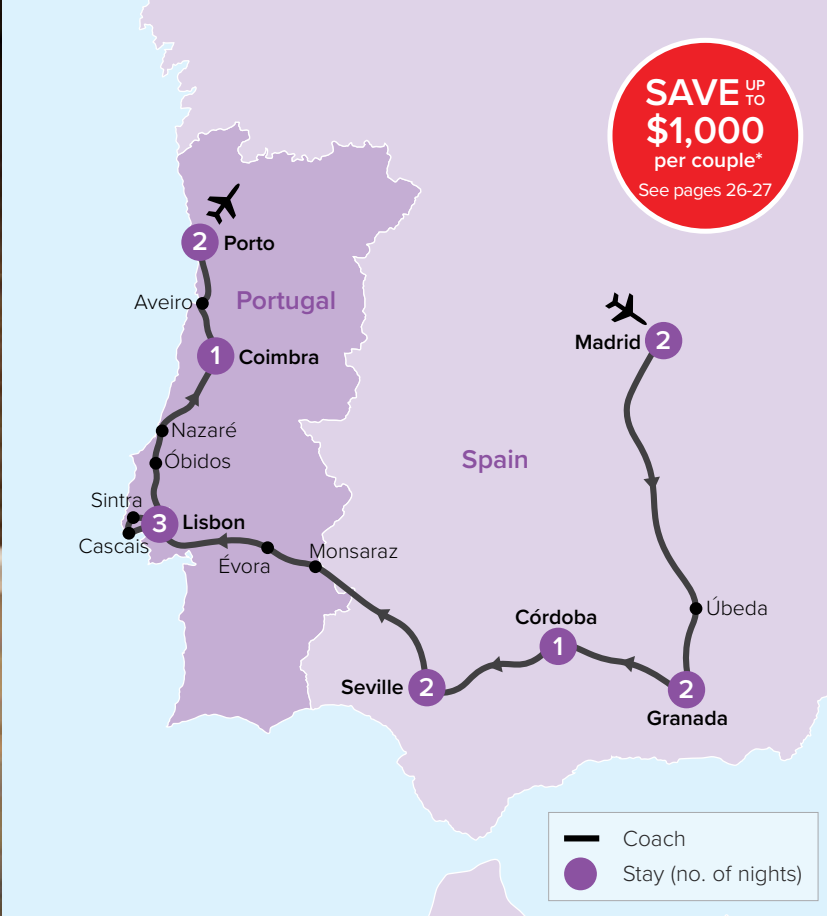 SAVE UP TO
$1,000
per couple*
See pages 26-27
2 Porto
Aveiro
Portugal
Madrid 2
1 Coimbra
Nazaré
Spain
Óbidos
Sintra
3 Lisbon
Cascais
Évora
Monsaraz
Úbeda
Córdoba
1
Seville 2
2
Granada
Coach
Stay (no. of nights)